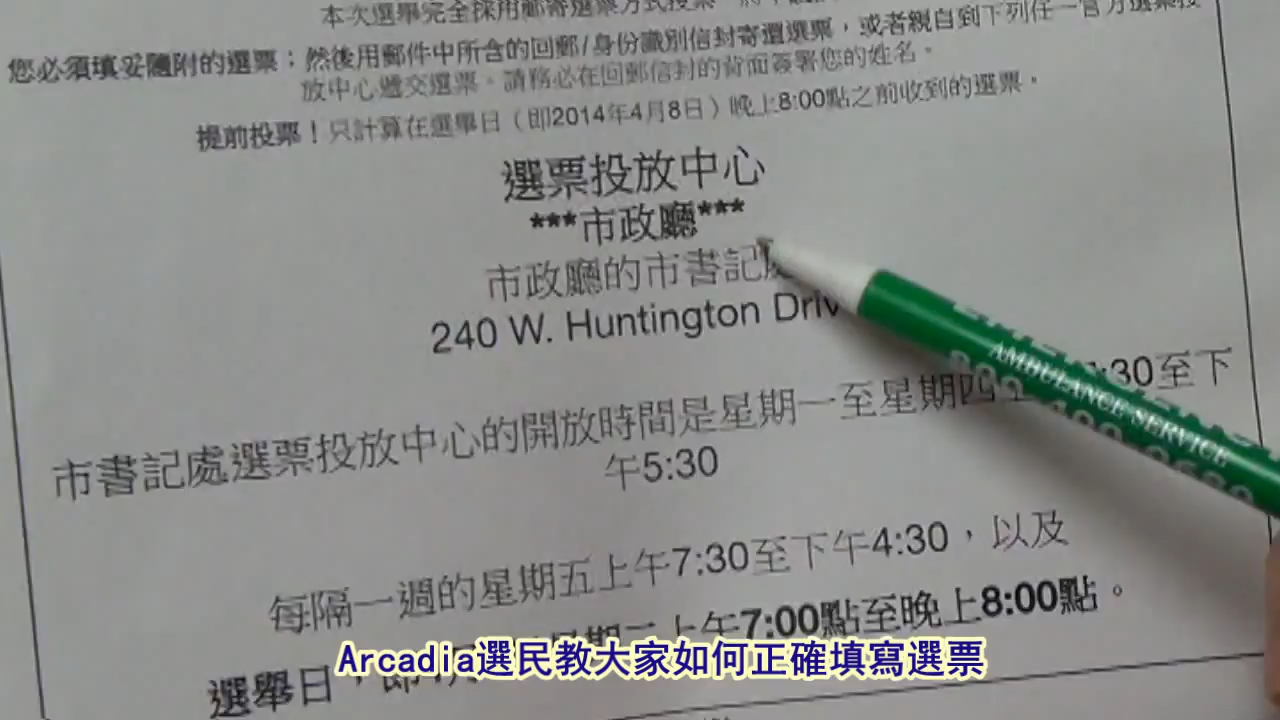 本次選舉完全採用郵寄選票方式投票
您必須填妥隨附的選票：然後用郵件中所含的回郵/身份識別信封寄還選票，或者親自到下列任一官方選票投
放中心遞交選票。請務必在回郵信封的背面簽署您的姓名。
提前投票！只計算在選舉日（即2014年4月8日）晚上8:00點之前收到的選票。
選票投放中心
***市政廳***
市政廳的市書記處
240 W. Huntington Driv
市書記處選票投放中心的開放時間是星期一至星期四 :30至下
午5:30
每隔一週的星期五上午7:30至下午4:30，以及
選舉日，即 星期二上午7:00點至晚上8:00點。
AMBULANCE SERVICE
Arcadia選民教大家如何正確填寫選票